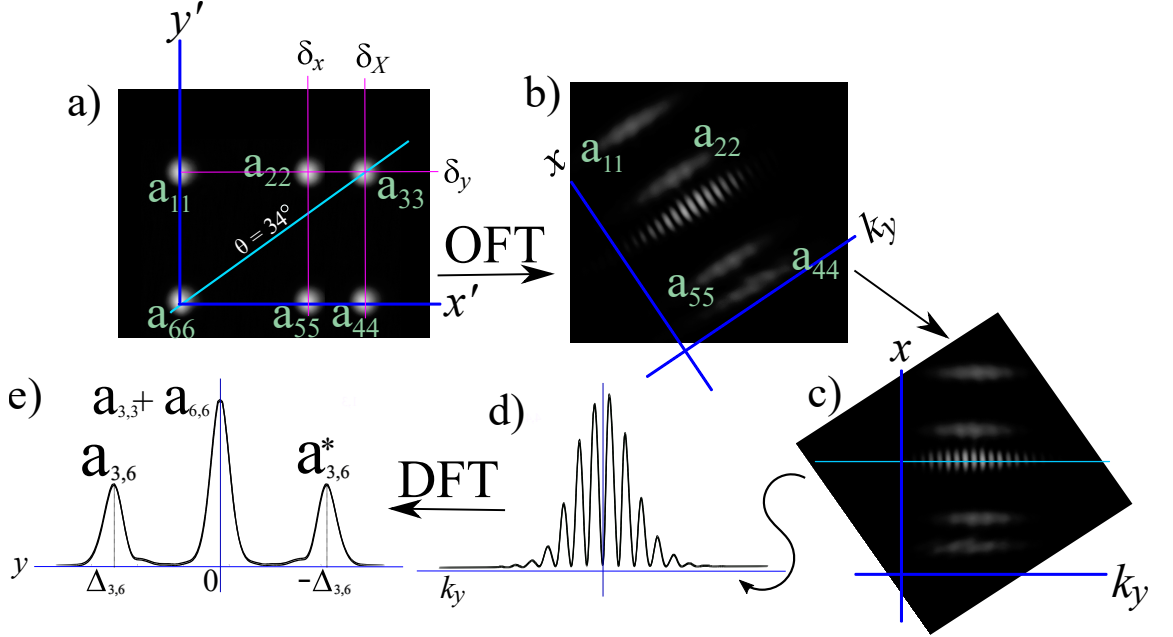 a)
y′
δx
δX
a11
a22
a33
δy
θ = 34°
a66
a55
a44
x′
OFT
b)
a11
a22
x
ky
a55
a44
c)
x
ky
d)
ky
DFT
e)
a3,3+ a6,6
a3,6
a*3,6
y
Δ3,6
0
-Δ3,6